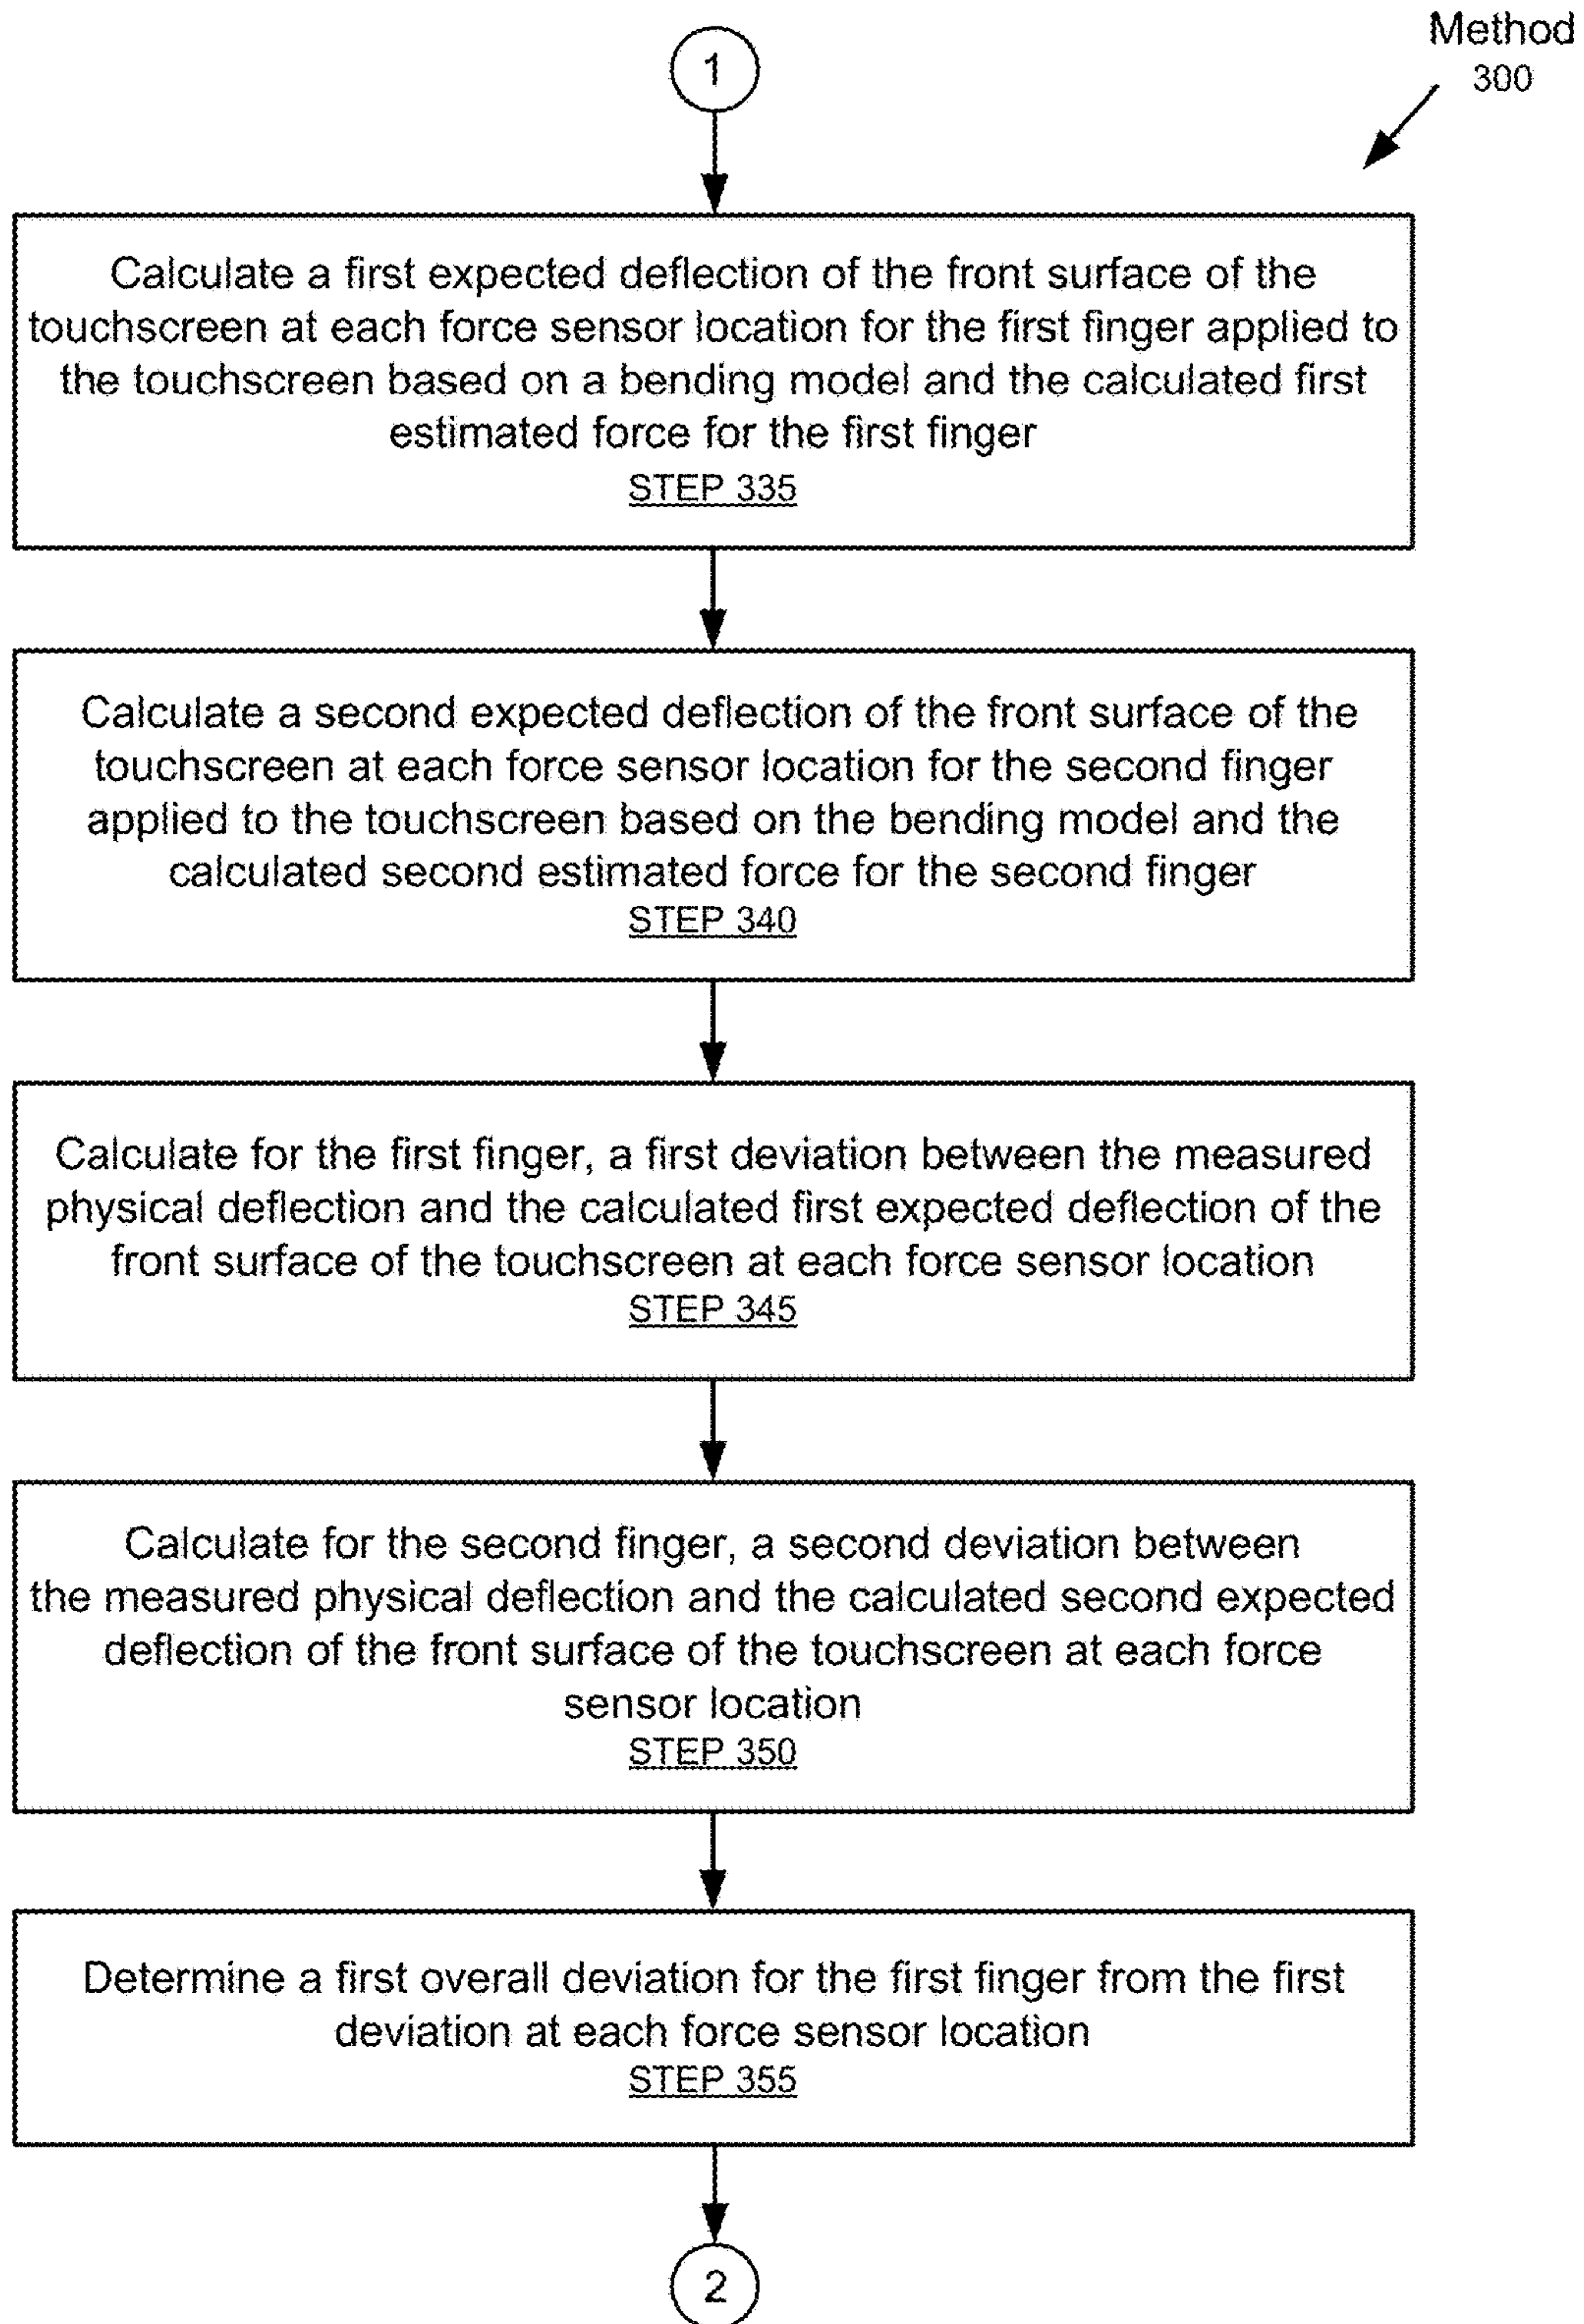 Method
300
1
Calculate a first expected deflection of the front surface of the
touchscreen at each force sensor location for the first finger applied to
the touchscreen based on a bending model and the calculated first
estimated force for the first finger
STEP 335
Calculate a second expected deflection of the front surface of the
touchscreen at each force sensor location for the second finger
applied to the touchscreen based on the bending model and the
calculated second estimated force for the second finger
STEP 340
Calculate for the first finger, a first deviation between the measured
physical deflection and the calculated first expected deflection of the
front surface of the touchscreen at each force sensor location
STEP 345
Calculate for the second finger, a second deviation between
the measured physical deflection and the calculated second expected
deflection of the front surface of the touchscreen at each force
sensor location
STEP 350
Determine a first overall deviation for the first finger from the first
deviation at each force sensor location
STEP 355
2